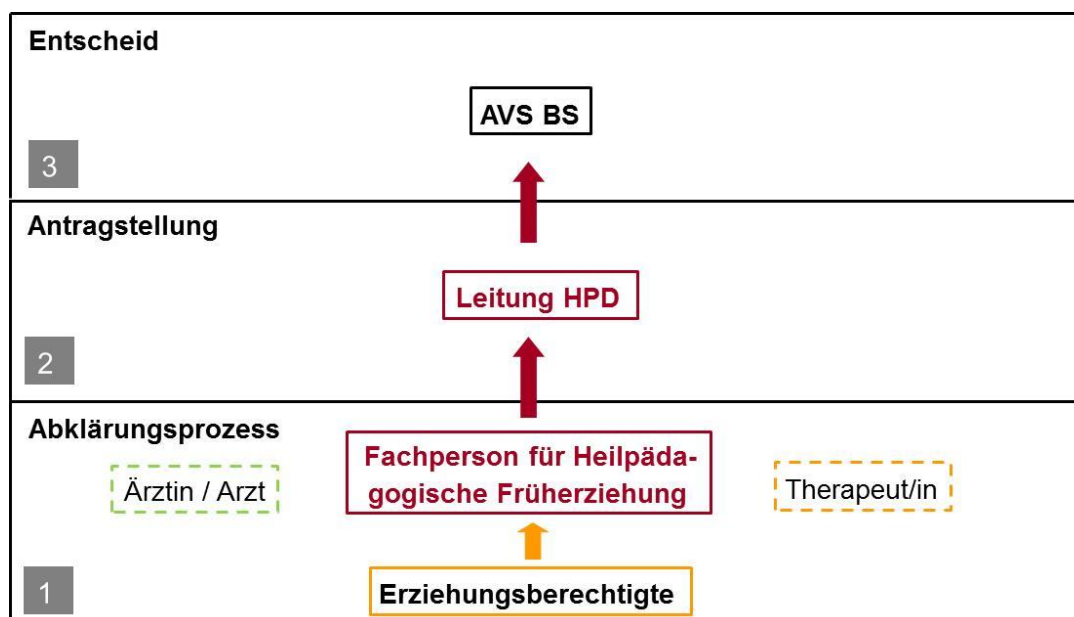 Entscheid
AVS BS
3
Antragstellung
Leitung HPD
2
Abklärungsprozess
Fachperson für Heilpäda-
gogische Früherziehung
Ärztin / Arzt
Therapeut/in
1
Erziehungsberechtigte